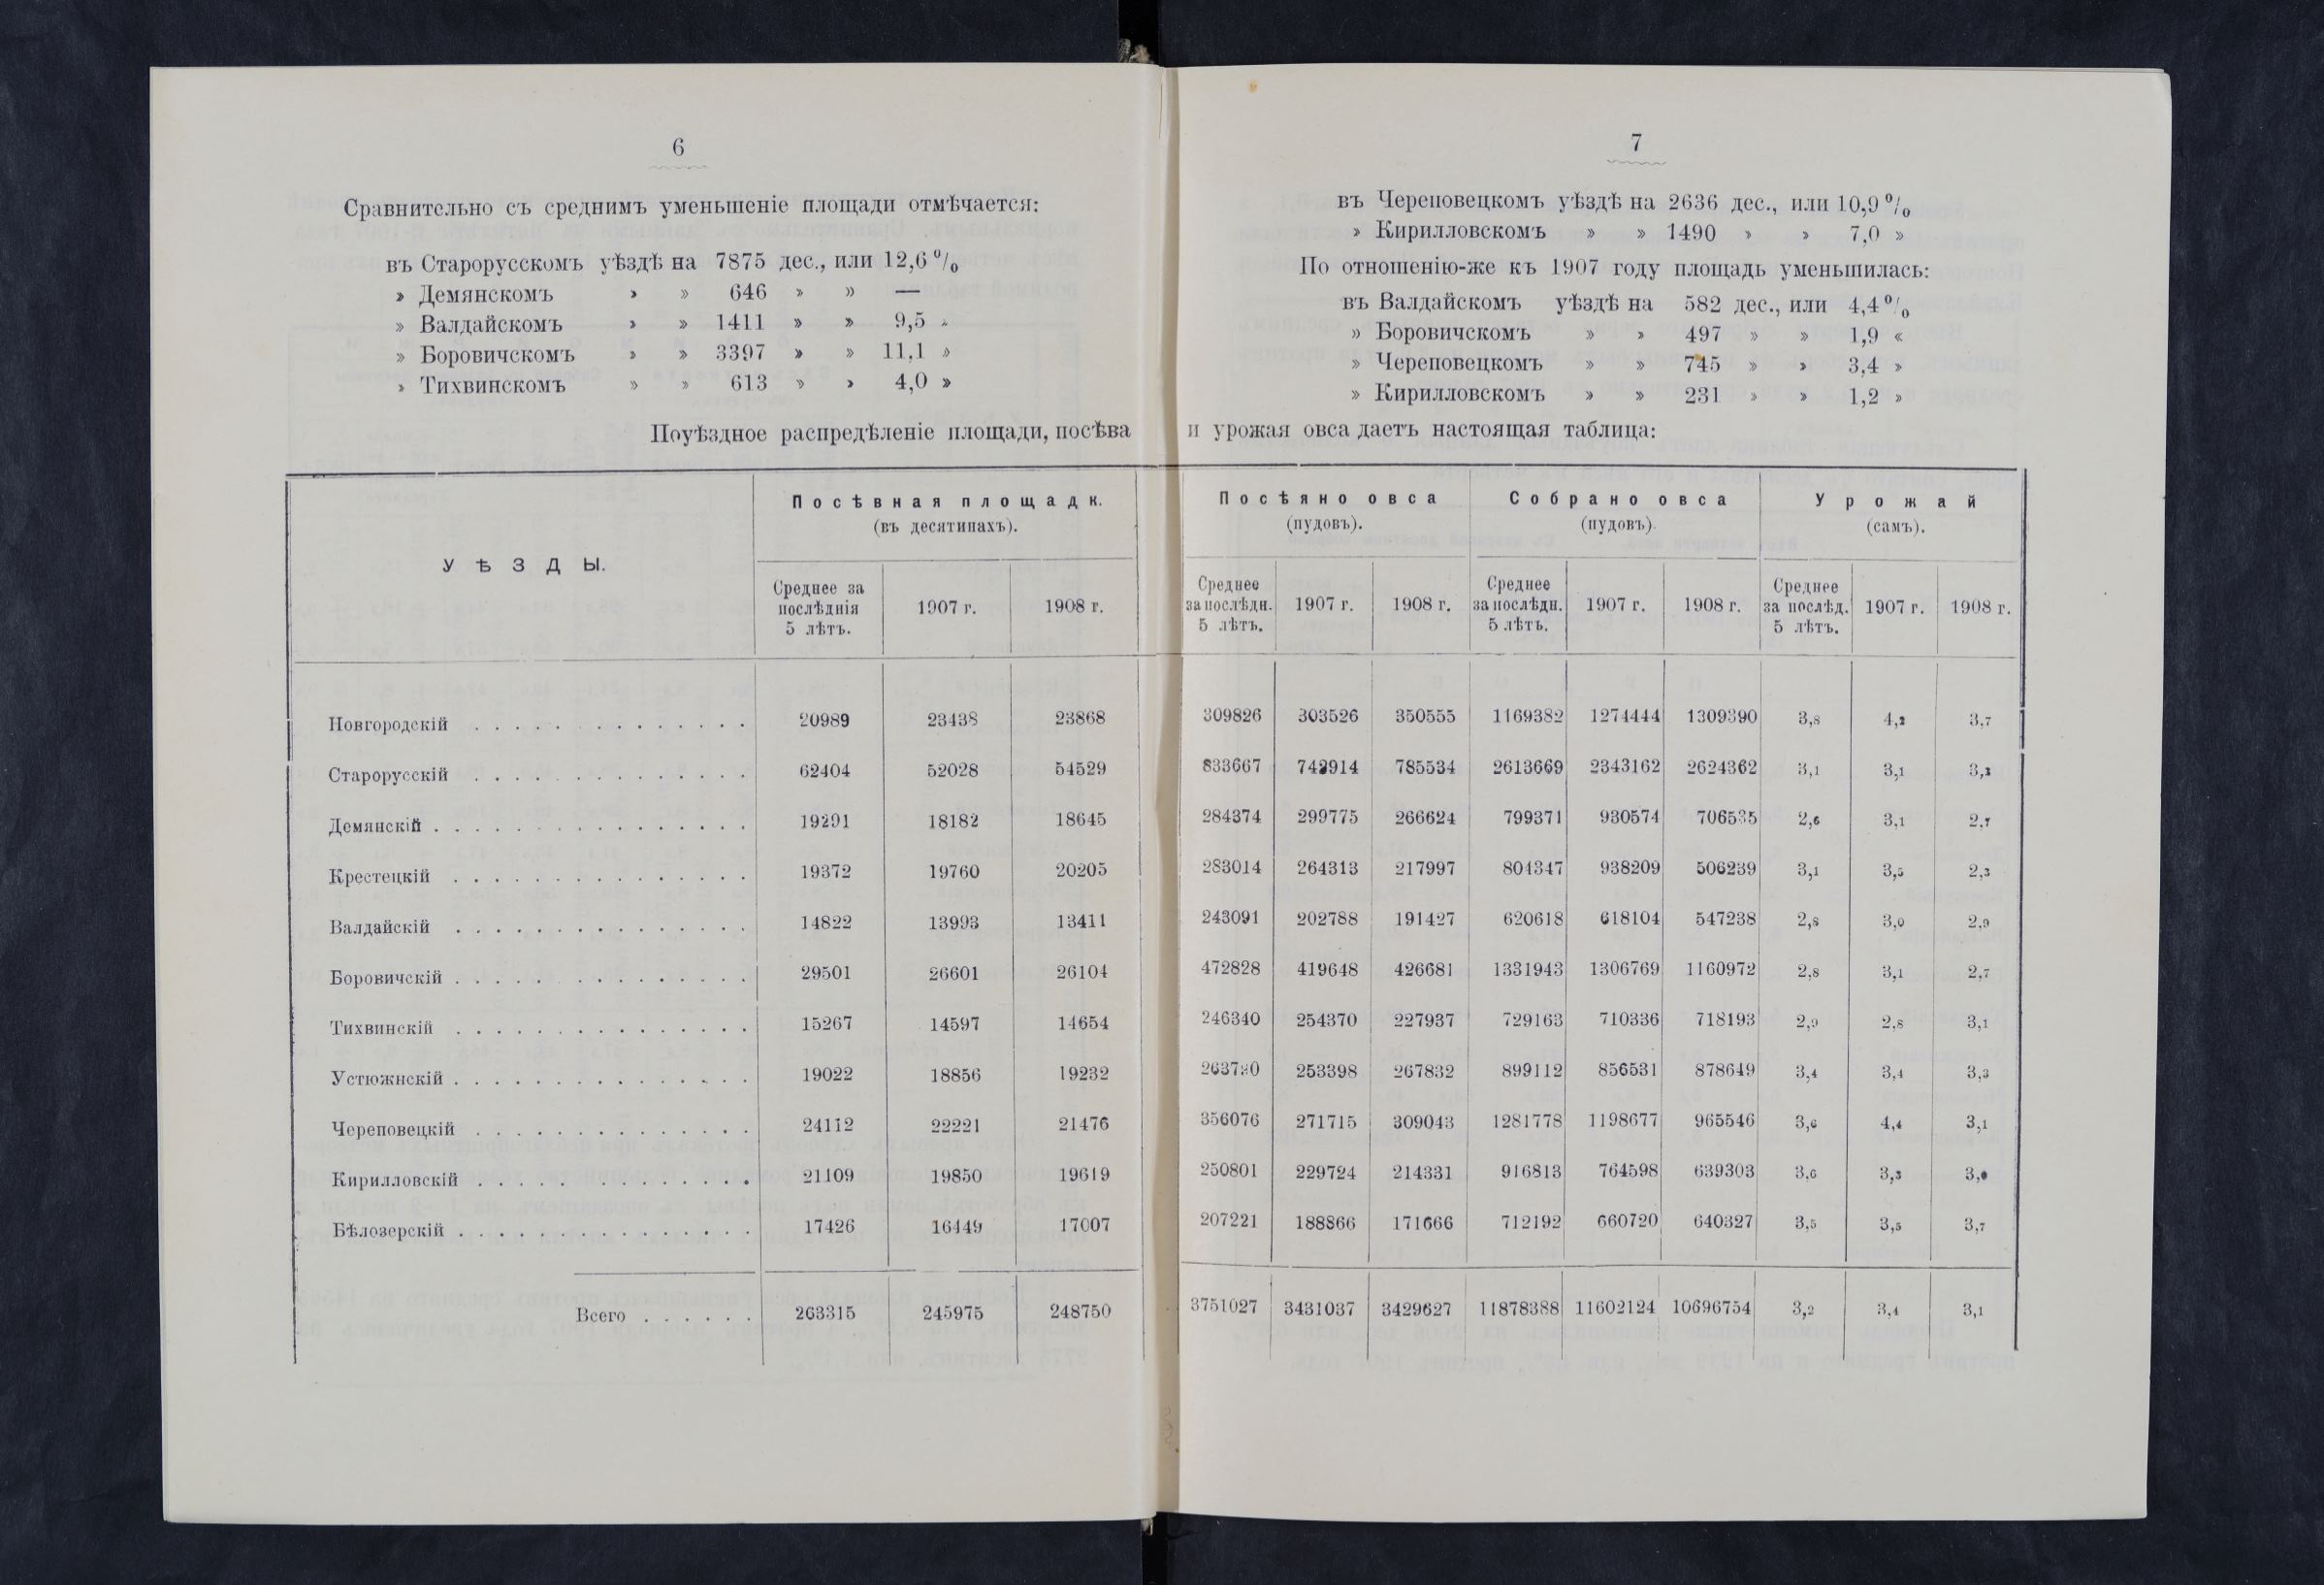 6
Сравнительно съ среднимъ уменьшеніе площади отмѣчается:
въ Старорусскомъ уѣздѣ на 7875 дес., или 12,6 %
» Демянскомъ » » 646 » » —
» Валдайскомъ » » 1411 » » 9,5 »
» Боровичскомъ » » 3397 » » 11,1 »
» Тихвинскомъ » » 613 » » 4,0 »
7
въ Череповецкомъ уѣздѣ на 2636 дес., или 10,9 %
» Кирилловскомъ » » 1490 » » 7,0 »
По отношенію-же къ 1907 году площадь уменьшилась:
въ Валдайскомъ уѣздѣ на 582 дес., или 4,4 %
» Боровичскомъ » » 497 » » 1,9 «
» Череповецкомъ » » 745 » » 3,4 »
» Кирилловскомъ » » 231 » » 1,2 »
Поуѣздное распредѣленіе площади, посѣва и урожая овса даетъ настоящая таблица:
УѢЗДЫ. Посѣвная площадк. (въ десятинахъ). Посѣяно овса (пудовъ). Собрано овса (пудовъ). Урожай (самъ).
Среднее за послѣднія 5 лѣтъ. 1907 г. 1908 г. Среднее за послѣдн. 5 лѣтъ. 1907 г. 1908 г. Среднее за послѣдн. 5 лѣтъ. 1907 г. 1908 г. Среднее за послѣд. 5 лѣтъ. 1907 г. 1908 г.
Новгородскій . . . . . . . . . . . . . . 20989 23438 23868 309826 303526 350555 1169382 1274444 1309390 3,8 4,2 3,7
Старорусскій . . . . . . . . . . . . . . 62404 52028 54529 833667 742914 785534 2613669 2343162 2624362 3,1 3,1 3,3
Демянскій . . . . . . . . . . . . . . . . 19291 18182 18645 284374 299775 266624 799371 930574 706535 2,6 3,1 2,7
Крестецкій . . . . . . . . . . . . . . . 19372 19760 20205 283014 264313 217997 804347 938209 506239 3,1 3,5 2,3
Валдайскій . . . . . . . . . . . . . . . 14822 13993 13411 243091 202788 191427 620618 618104 547238 2,8 3,0 2,9
Боровичскій . . . . . . . . . . . . . . . 29501 26601 26104 472828 419648 426681 1331943 1306769 1160972 2,8 3,1 2,7
Тихвинскій . . . . . . . . . . . . . . . 15267 14597 14654 246340 254370 227937 729163 710336 718193 2,9 2,8 3,1
Устюжнскій . . . . . . . . . . . . . . . 19022 18856 19232 253398 267832 899112 856531 878649 3,4 3,4 3,3
Череповецкій . . . . . . . . . . . . . . 24112 22221 21476 356076 271715 309043 1281778 1198677 965546 3,6 4,4 3,1
Кирилловскій . . . . . . . . . . . . . . 21109 19850 19619 250801 229724 214331 916813 764598 639303 3,6 3,3 3,0
Бѣлозерскій . . . . . . . . . . . . . . . 17426 16449 17007 207221 188866 171666 712192 660720 640327 3,5 3,5 3,7
Всего . . . . . . 263315 245975 248750 3751027 3431037 3429627 11878388 11602124 10696754 3,2 3,4 3,1